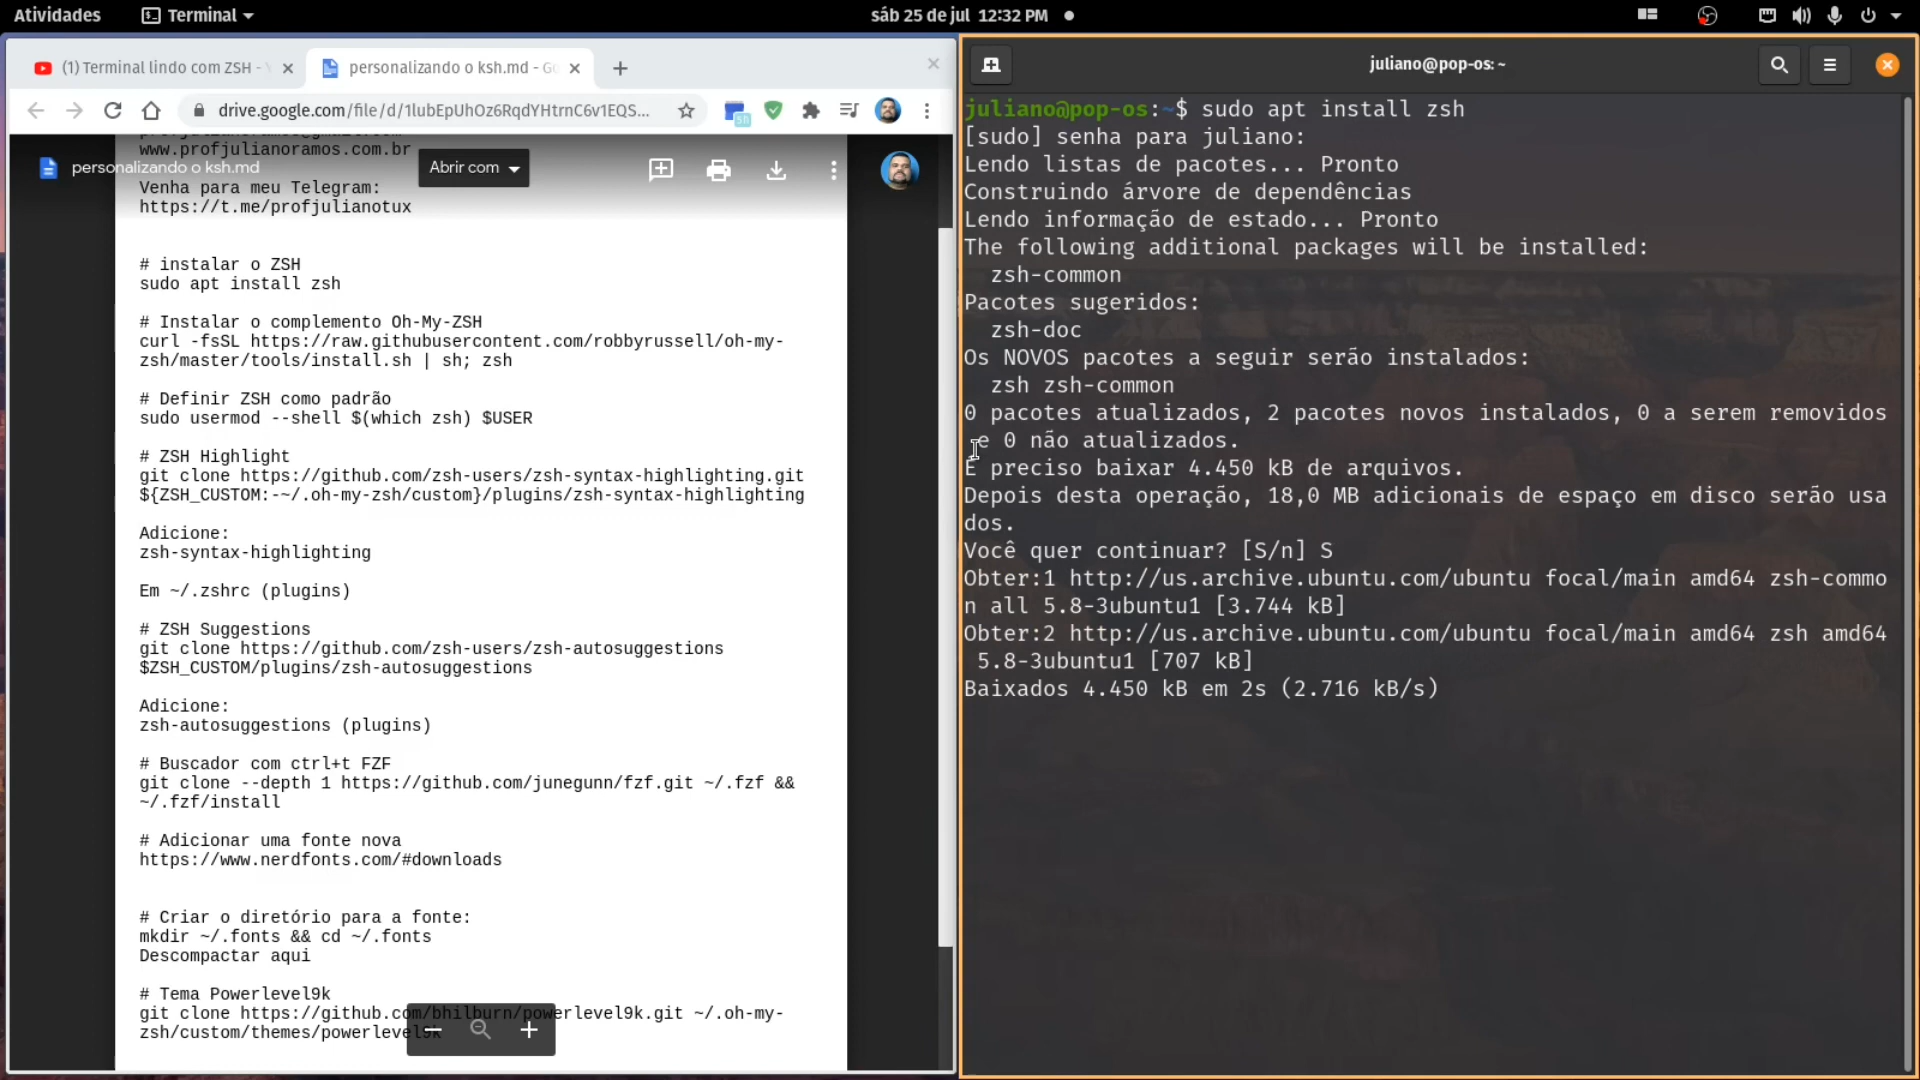 Atividades
Terminal
sáb 25 de jul 12:32 PM
(1) Terminal lindo com ZSH -
personalizando o ksh.md - Go
drive.google.com/file/d/1lubEpUhOz6RqdYHtrnC6v1EQS...
58
profjulianoramos@gmail.com
www.profjulianoramos.com.br
personalizando o ksh.md
Abrir com
Venha para meu Telegram:
https://t.me/profjulianotux
# instalar o ZSH
sudo apt install zsh
# Instalar o complemento Oh-My-ZSH
curl -fsSL https://raw.githubusercontent.com/robbyrussell/oh-my-
zsh/master/tools/install.sh | sh; zsh
# Definir ZSH como padrão
sudo usermod --shell $(which zsh) $USER
# ZSH Highlight
git clone https://github.com/zsh-users/zsh-syntax-highlighting.git
${ZSH_CUSTOM:-~/.oh-my-zsh/custom}/plugins/zsh-syntax-highlighting
Adicione:
zsh-syntax-highlighting
Em ~/.zshrc (plugins)
# ZSH Suggestions
git clone https://github.com/zsh-users/zsh-autosuggestions
$ZSH_CUSTOM/plugins/zsh-autosuggestions
Adicione:
zsh-autosuggestions (plugins)
# Buscador com ctrl+t FZF
git clone --depth 1 https://github.com/junegunn/fzf.git ~/.fzf &&
~/.fzf/install
# Adicionar uma fonte nova
https://www.nerdfonts.com/#downloads
# Criar o diretório para a fonte:
mkdir ~/.fonts && cd ~/.fonts
Descompactar aqui
# Tema Powerlevel9k
git clone https://github.com/bhilburn/powerlevel9k.git ~/.oh-my-
zsh/custom/themes/powerlevel9k
juliano@pop-os: ~
juliano@pop-os:~$ sudo apt install zsh
[sudo] senha para juliano:
Lendo listas de pacotes... Pronto
Construindo árvore de dependências
Lendo informação de estado... Pronto
The following additional packages will be installed:
zsh-common
Pacotes sugeridos:
zsh-doc
Os NOVOS pacotes a seguir serão instalados:
zsh zsh-common
0 pacotes atualizados, 2 pacotes novos instalados, 0 a serem removidos
e 0 não atualizados.
É preciso baixar 4.450 kB de arquivos.
Depois desta operação, 18,0 MB adicionais de espaço em disco serão usa
dos.
Você quer continuar? [S/n] S
Obter:1 http://us.archive.ubuntu.com/ubuntu focal/main amd64 zsh-commo
n all 5.8-3ubuntu1 [3.744 kB]
Obter:2 http://us.archive.ubuntu.com/ubuntu focal/main amd64 zsh amd64
5.8-3ubuntu1 [707 kB]
Baixados 4.450 kB em 2s (2.716 kB/s)